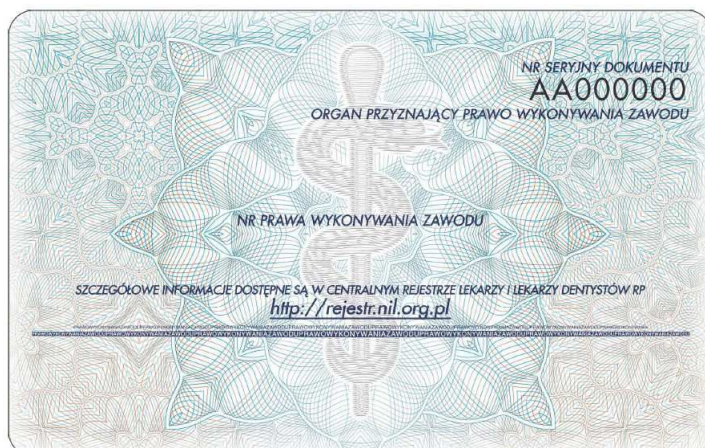 NR SERYJNY DOKUMENTU
AA000000
ORGAN PRZYZNAJĄCY PRAWO WYKONYWANIA ZAWODU
NR PRAWA WYKONYWANIA ZAWODU
SZCZEGÓŁOWE INFORMACJE DOSTĘPNE SĄ W CENTRALNYM REJESTRZE LEKARZY I LEKARZY DENTYSTÓW RP
http://rejestr.nil.org.pl